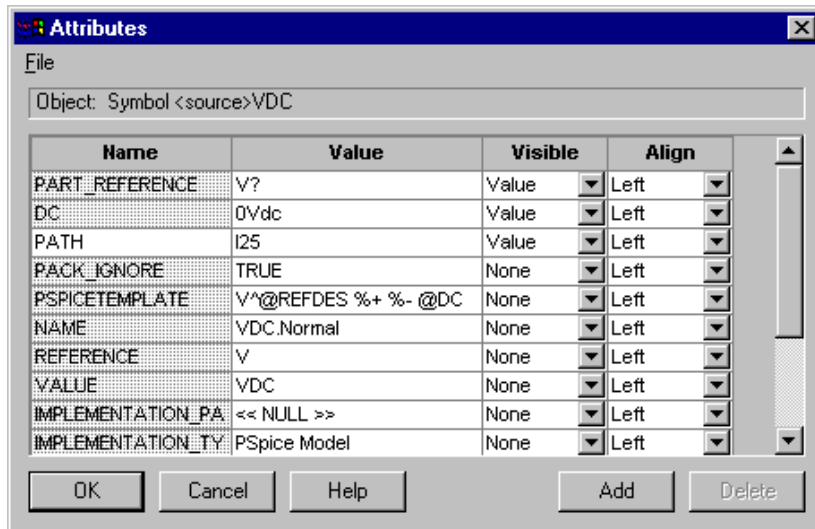 Attributes
File
Object: Symbol <source>VDC
Name Value Visible Align
PART_REFERENCE V? Value Left
DC 0Vdc Value Left
PATH I25 Value Left
PACK_IGNORE TRUE None Left
PSPICETEMPLATE V^@REFDES %+ %- @DC None Left
NAME VDC.Normal None Left
REFERENCE V None Left
VALUE VDC None Left
IMPLEMENTATION_PA << NULL >> None Left
IMPLEMENTATION_TY PSpice Model None Left
OK Cancel Help Add Delete